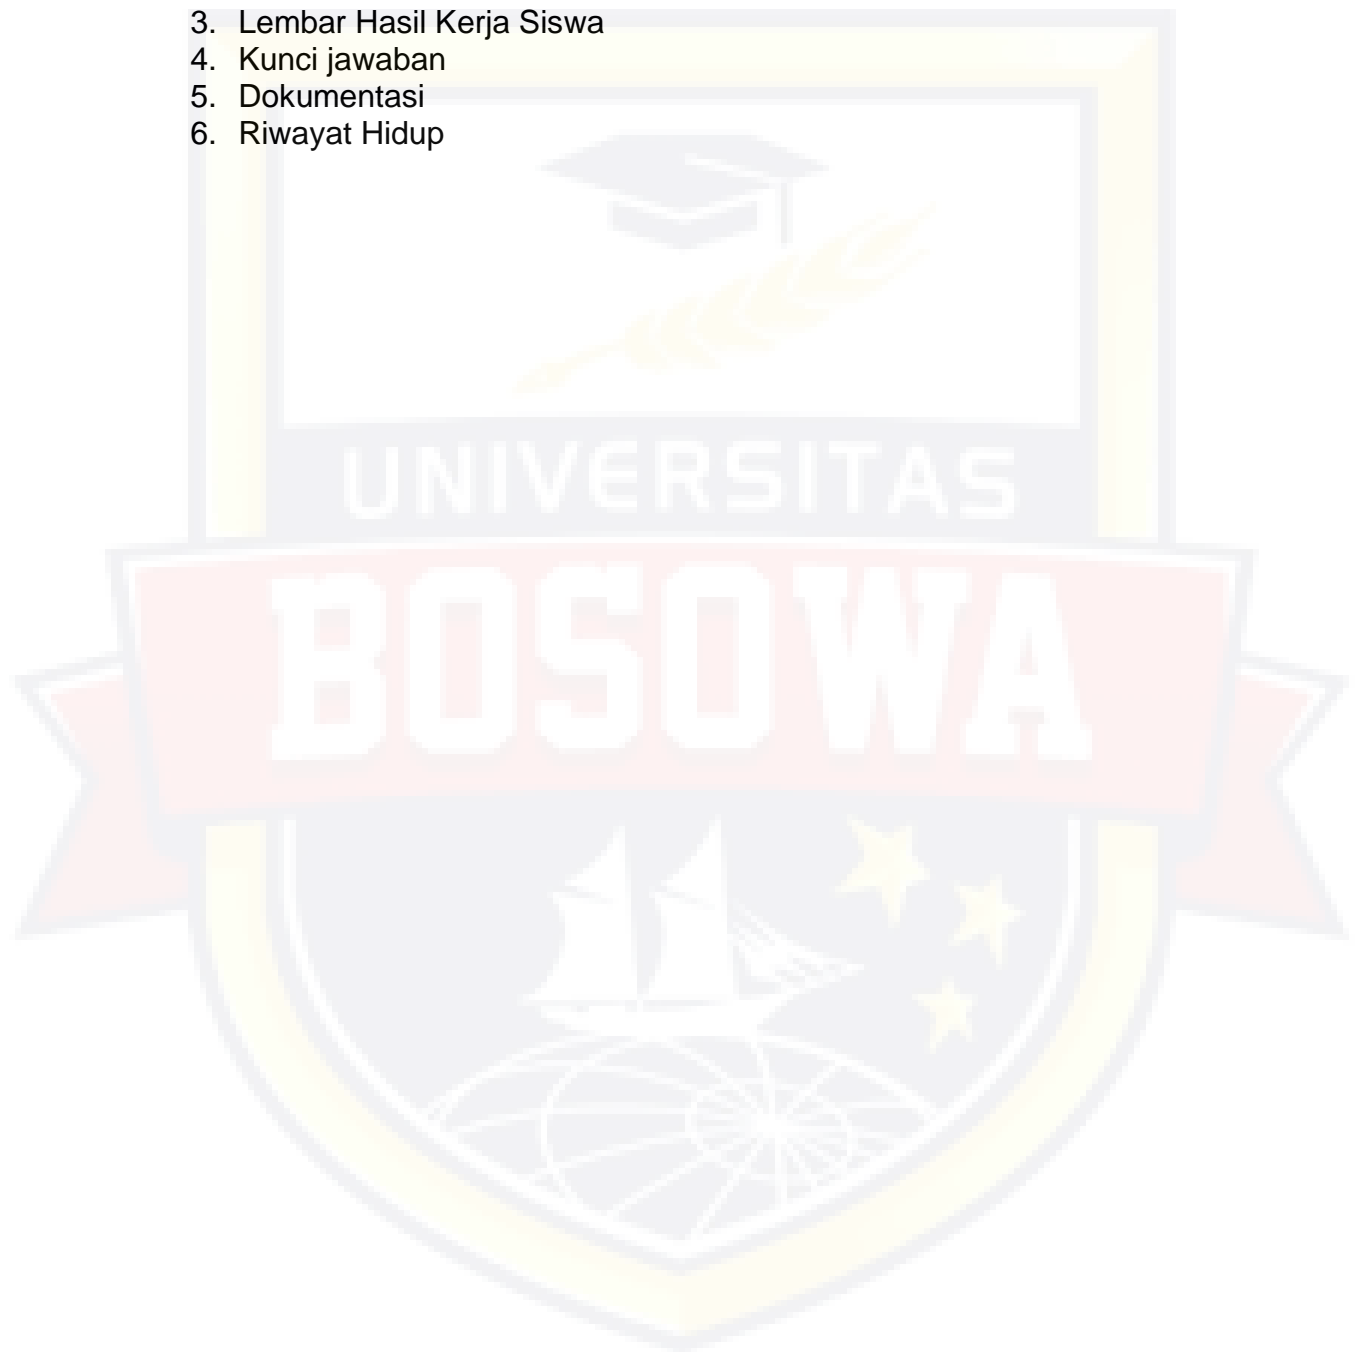 3. Lembar Hasil Kerja Siswa
4. Kunci jawaban
5. Dokumentasi
6. Riwayat Hidup
UNIVERSITAS
BOSOWA